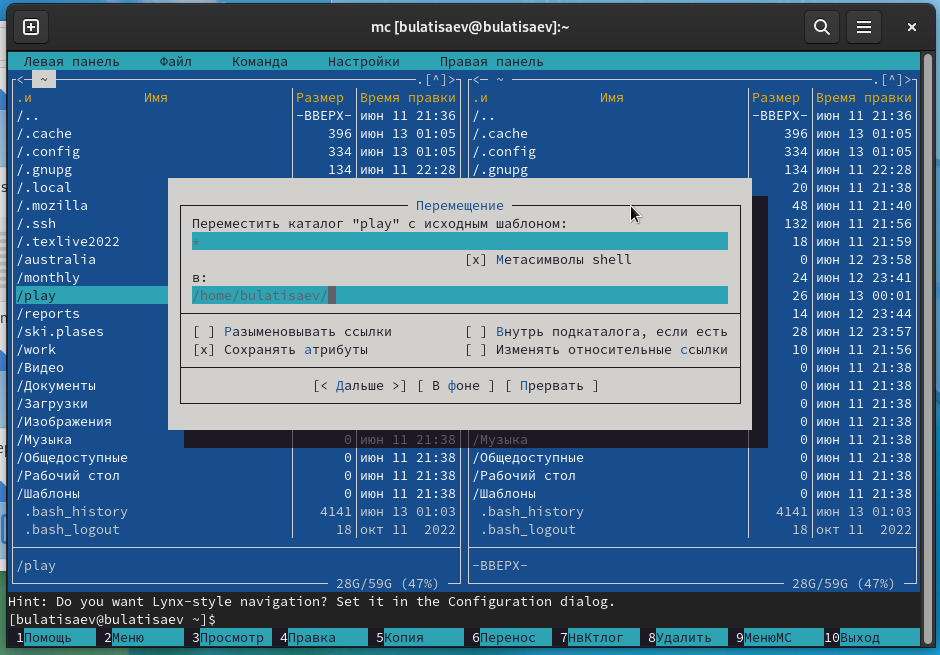 mc [bulatisaev@bulatisaev]:~
Левая панель Файл Команда Настройки Правая панель
<— ~ .[^]> <— ~ .[^]>
.и Имя Размер Время правки .и Имя Размер Время правки
/.. -ВВЕРХ- июн 11 21:36 /.. -ВВЕРХ- июн 11 21:36
/.cache 396 июн 13 01:05 /.cache 396 июн 13 01:05
/.config 334 июн 13 01:05 /.config 334 июн 13 01:05
/.gnupg 134 июн 11 22:28 /.gnupg 134 июн 11 22:28
/.local 20 июн 11 21:38
/.mozilla Перемещение 48 июн 11 21:40
/.ssh Переместить каталог "play" с исходным шаблоном: 132 июн 11 21:56
/.texlive2022 * 18 июн 11 21:59
/australia [x] Метасимволы shell 0 июн 12 23:58
/monthly в: 24 июн 12 23:41
/play /home/bulatisaev/ 26 июн 13 00:01
/reports 14 июн 12 23:44
/ski.plases [ ] Разыменовывать ссылки [ ] Внутрь подкаталога, если есть 28 июн 12 23:57
/work [x] Сохранять атрибуты [ ] Изменять относительные ссылки 10 июн 11 21:56
/Видео 0 июн 11 21:38
/Документы [< Дальше >] [ В фоне ] [ Прервать ] 0 июн 11 21:38
/Загрузки 0 июн 11 21:38
/Изображения 0 июн 11 21:38
/Музыка 0 июн 11 21:38 /Музыка 0 июн 11 21:38
/Общедоступные 0 июн 11 21:38 /Общедоступные 0 июн 11 21:38
/Рабочий стол 0 июн 11 21:38 /Рабочий стол 0 июн 11 21:38
/Шаблоны 0 июн 11 21:38 /Шаблоны 0 июн 11 21:38
.bash_history 4141 июн 13 01:03 .bash_history 4141 июн 13 01:03
.bash_logout 18 окт 11 2022 .bash_logout 18 окт 11 2022
/play -ВВЕРХ-
28G/59G (47%) 28G/59G (47%)
Hint: Do you want Lynx-style navigation? Set it in the Configuration dialog.
[bulatisaev@bulatisaev ~]$
1Помощь 2Меню 3Просмотр 4Правка 5Копия 6Перенос 7НвКтлог 8Удалить 9МенюМС 10Выход